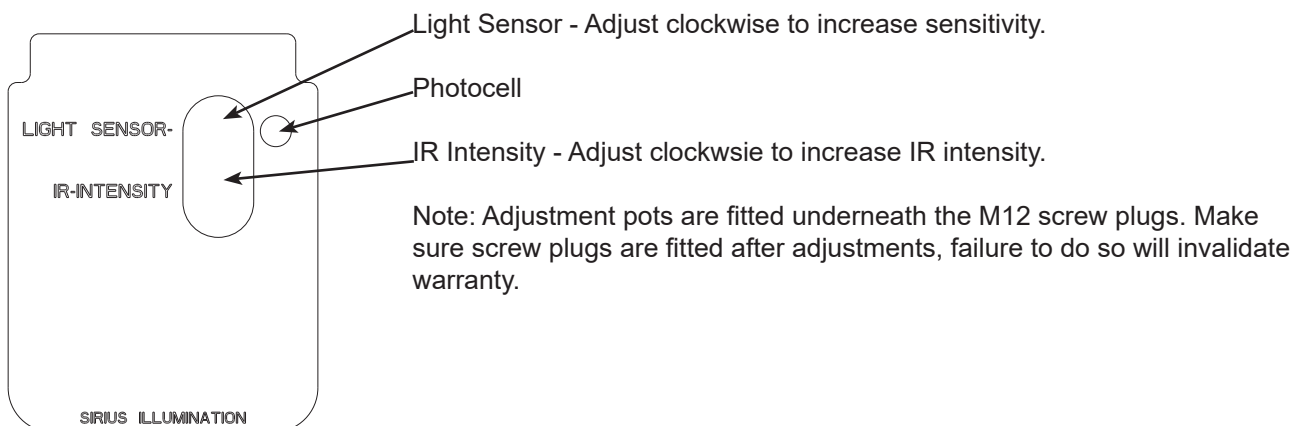 Light Sensor - Adjust clockwise to increase sensitivity.
Photocell
LIGHT SENSOR-
IR Intensity - Adjust clockwsie to increase IR intensity.
IR-INTENSITY
Note: Adjustment pots are fitted underneath the M12 screw plugs. Make
sure screw plugs are fitted after adjustments, failure to do so will invalidate
warranty.
SIRIUS ILLUMINATION